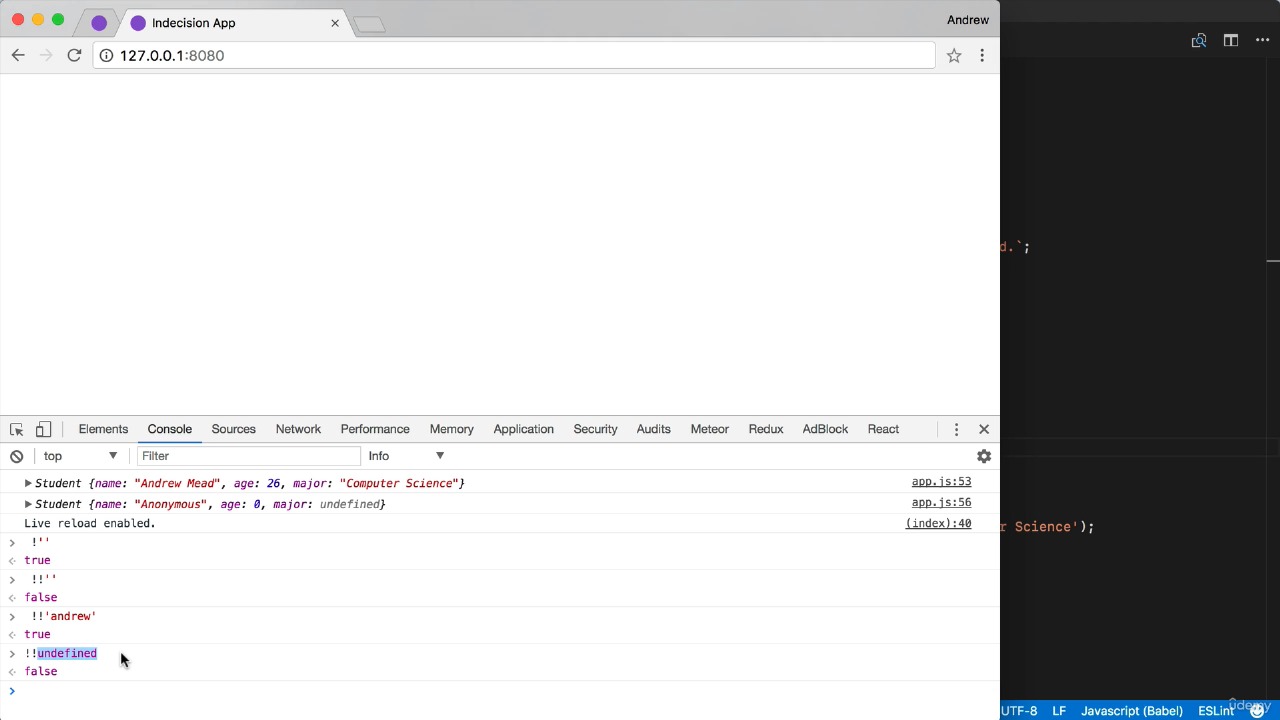 Indecision App
Andrew
127.0.0.1:8080
d.`;
Elements Console Sources Network Performance Memory Application Security Audits Meteor Redux AdBlock React
top Filter Info
Student {name: "Andrew Mead", age: 26, major: "Computer Science"} app.js:53
Student {name: "Anonymous", age: 0, major: undefined} app.js:56
Live reload enabled. (index):40
r Science');
!''
true
!!''
false
!!'andrew'
true
!!undefined
false
UTF-8 LF Javascript (Babel) ESLint
ûdemy